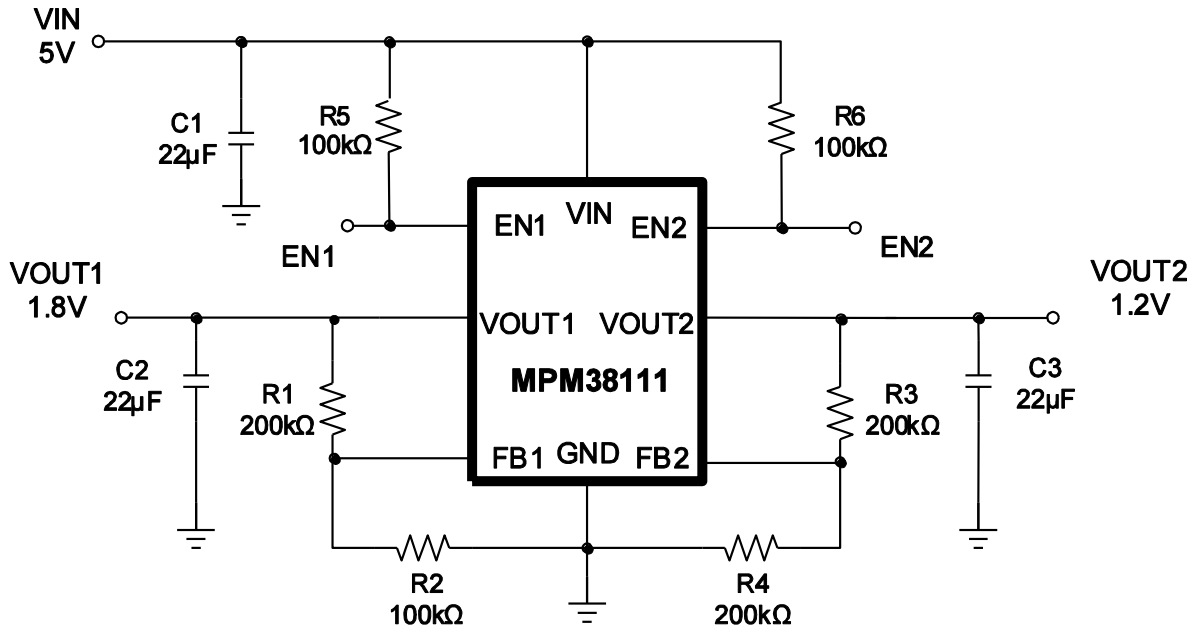 VIN
5V
C1
22µF
R5
100kΩ
R6
100kΩ
EN1
VIN
EN2
EN1
EN2
VOUT1
1.8V
VOUT2
1.2V
VOUT1
VOUT2
MPM38111
C2
22µF
R1
200kΩ
R3
200kΩ
C3
22µF
FB1
GND
FB2
R2
100kΩ
R4
200kΩ